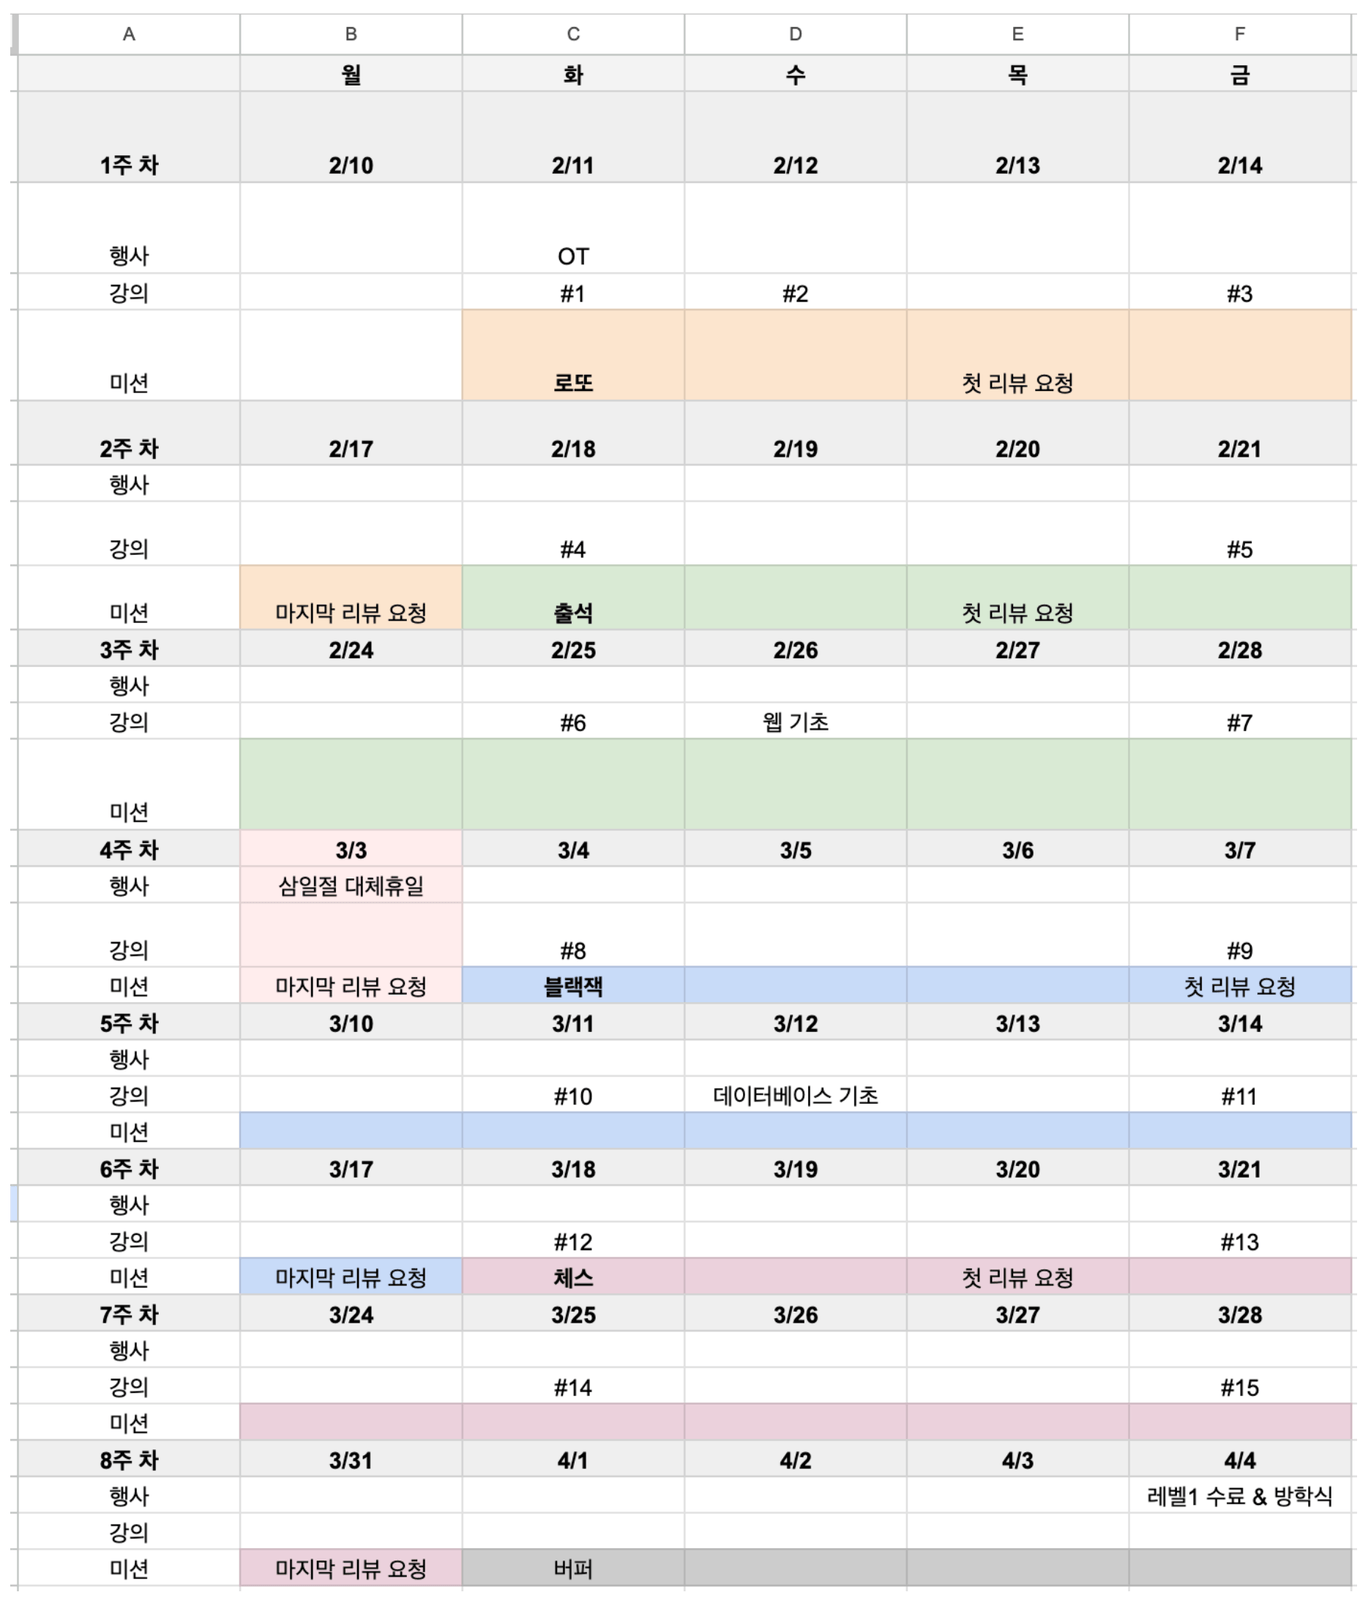 A B C D E F
월 화 수 목 금
1주 차 2/10 2/11 2/12 2/13 2/14
행사 OT
강의 #1 #2 #3
미션 로또 첫 리뷰 요청
2주 차 2/17 2/18 2/19 2/20 2/21
행사
강의 #4 #5
미션 마지막 리뷰 요청 출석 첫 리뷰 요청
3주 차 2/24 2/25 2/26 2/27 2/28
행사
강의 #6 웹 기초 #7
미션
4주 차 3/3 3/4 3/5 3/6 3/7
행사 삼일절 대체휴일
강의 #8 #9
미션 마지막 리뷰 요청 블랙잭 첫 리뷰 요청
5주 차 3/10 3/11 3/12 3/13 3/14
행사
강의 #10 데이터베이스 기초 #11
미션
6주 차 3/17 3/18 3/19 3/20 3/21
행사
강의 #12 #13
미션 마지막 리뷰 요청 체스 첫 리뷰 요청
7주 차 3/24 3/25 3/26 3/27 3/28
행사
강의 #14 #15
미션
8주 차 3/31 4/1 4/2 4/3 4/4
행사 레벨1 수료 & 방학식
강의
미션 마지막 리뷰 요청 버퍼